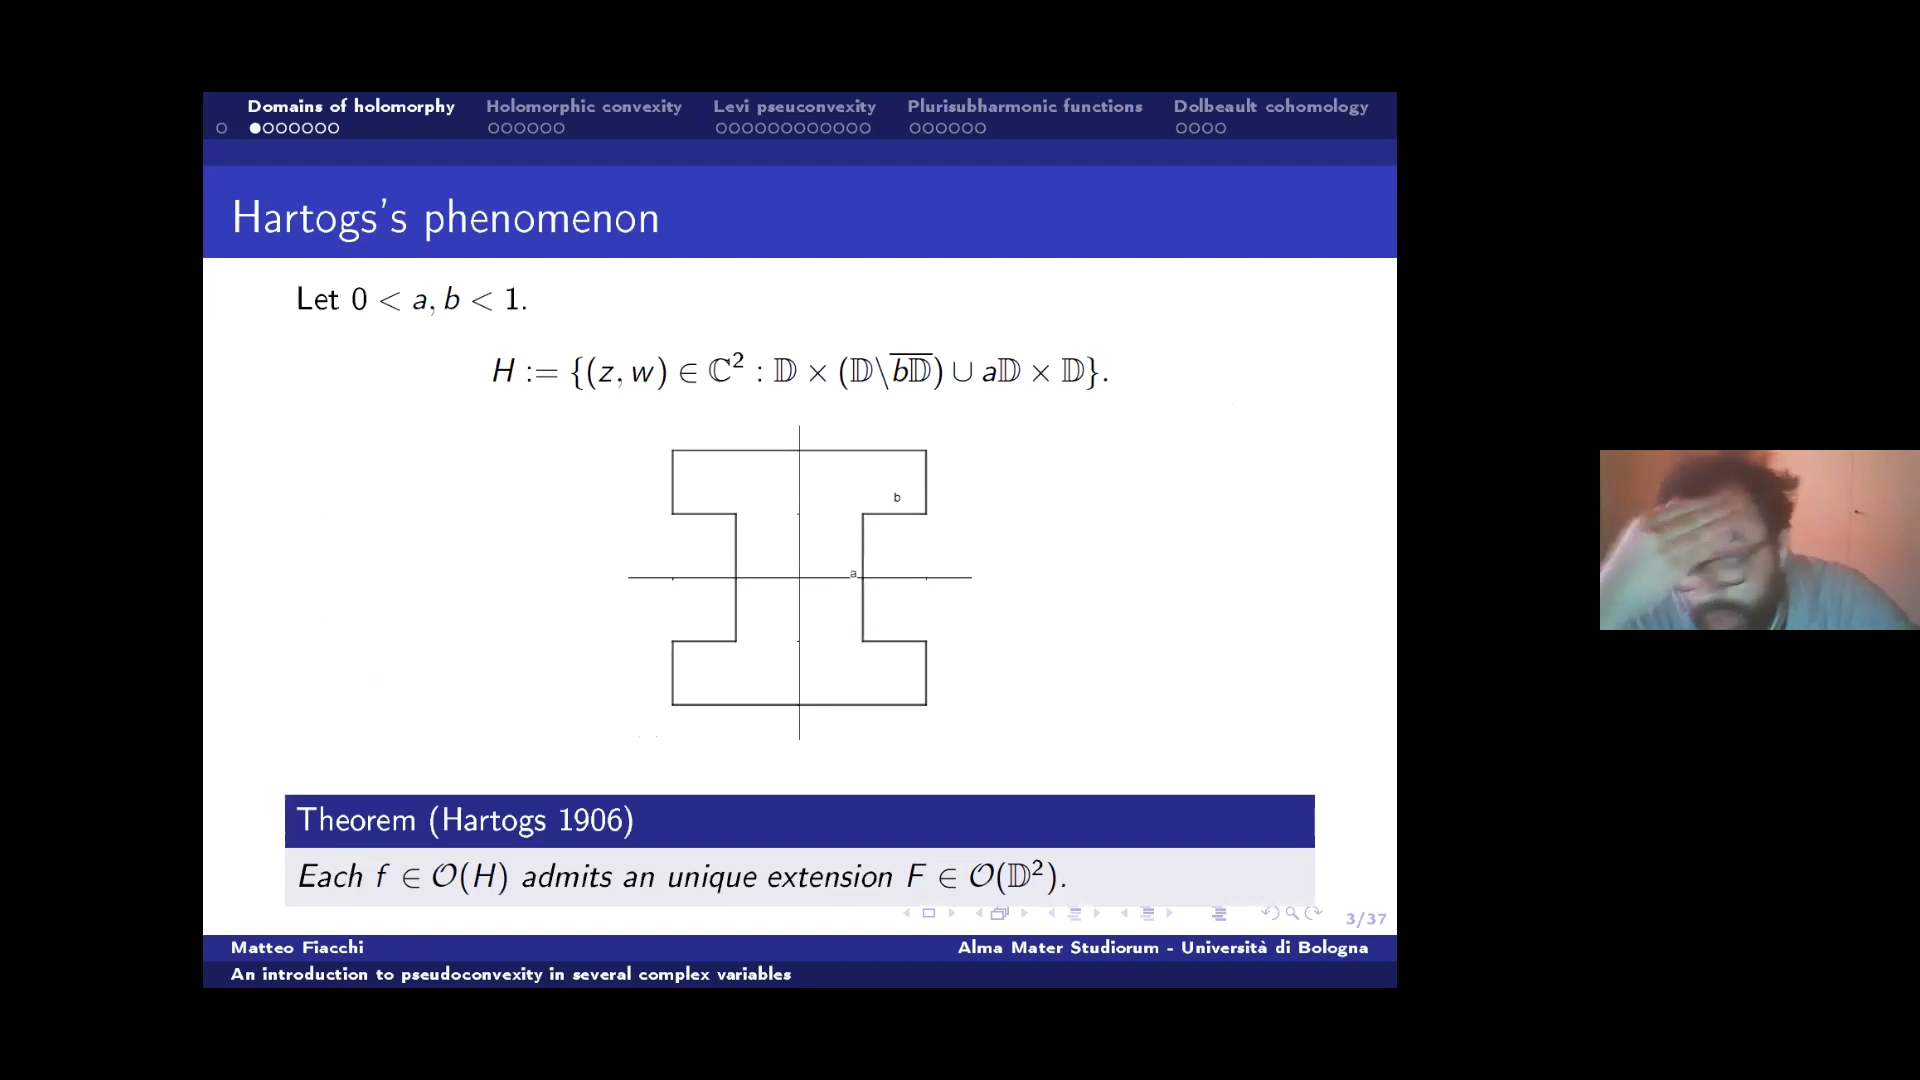 Domains of holomorphy Holomorphic convexity Levi pseuconvexity Plurisubharmonic functions Dolbeault cohomology
Hartogs's phenomenon
Let 0 < a, b < 1.
H := {(z, w) ∈ ℂ² : 𝔻 × (𝔻\b𝔻̅) ∪ a𝔻 × 𝔻}.
b
a
Theorem (Hartogs 1906)
Each f ∈ 𝒪(H) admits an unique extension F ∈ 𝒪(𝔻²).
3/37
Matteo Fiacchi Alma Mater Studiorum - Università di Bologna
An introduction to pseudoconvexity in several complex variables